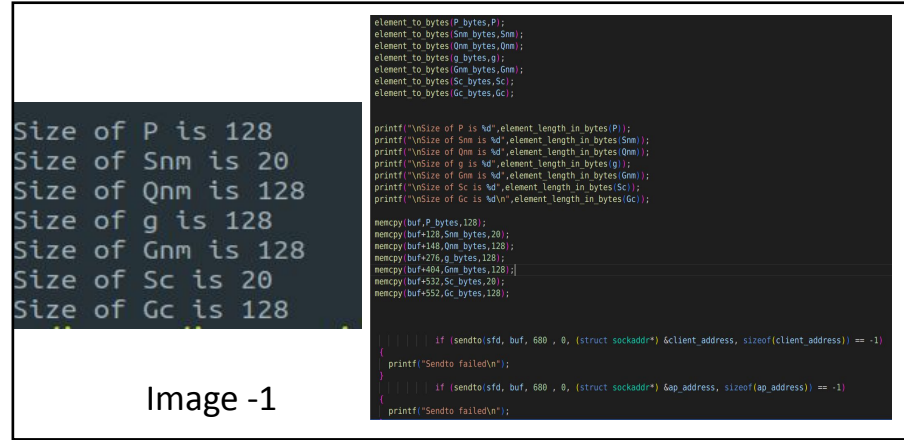 Size of P is 128
Size of Snm is 20
Size of Qnm is 128
Size of g is 128
Size of Gnm is 128
Size of Sc is 20
Size of Gc is 128
Image -1
element_to_bytes(P_bytes,P);
element_to_bytes(Snm_bytes,Snm);
element_to_bytes(Qnm_bytes,Qnm);
element_to_bytes(g_bytes,g);
element_to_bytes(Gnm_bytes,Gnm);
element_to_bytes(Sc_bytes,Sc);
element_to_bytes(Gc_bytes,Gc);
printf("\nSize of P is %d",element_length_in_bytes(P));
printf("\nSize of Snm is %d",element_length_in_bytes(Snm));
printf("\nSize of Qnm is %d",element_length_in_bytes(Qnm));
printf("\nSize of g is %d",element_length_in_bytes(g));
printf("\nSize of Gnm is %d",element_length_in_bytes(Gnm));
printf("\nSize of Sc is %d",element_length_in_bytes(Sc));
printf("\nSize of Gc is %d\n",element_length_in_bytes(Gc));
memcpy(buf,P_bytes,128);
memcpy(buf+128,Snm_bytes,20);
memcpy(buf+148,Qnm_bytes,128);
memcpy(buf+276,g_bytes,128);
memcpy(buf+404,Gnm_bytes,128);
memcpy(buf+532,Sc_bytes,20);
memcpy(buf+552,Gc_bytes,128);
if (sendto(sfd, buf, 680 , 0, (struct sockaddr*) &client_address, sizeof(client_address)) == -1)
{
printf("Sendto failed\n");
}
if (sendto(sfd, buf, 680 , 0, (struct sockaddr*) &ap_address, sizeof(ap_address)) == -1)
{
printf("Sendto failed\n");